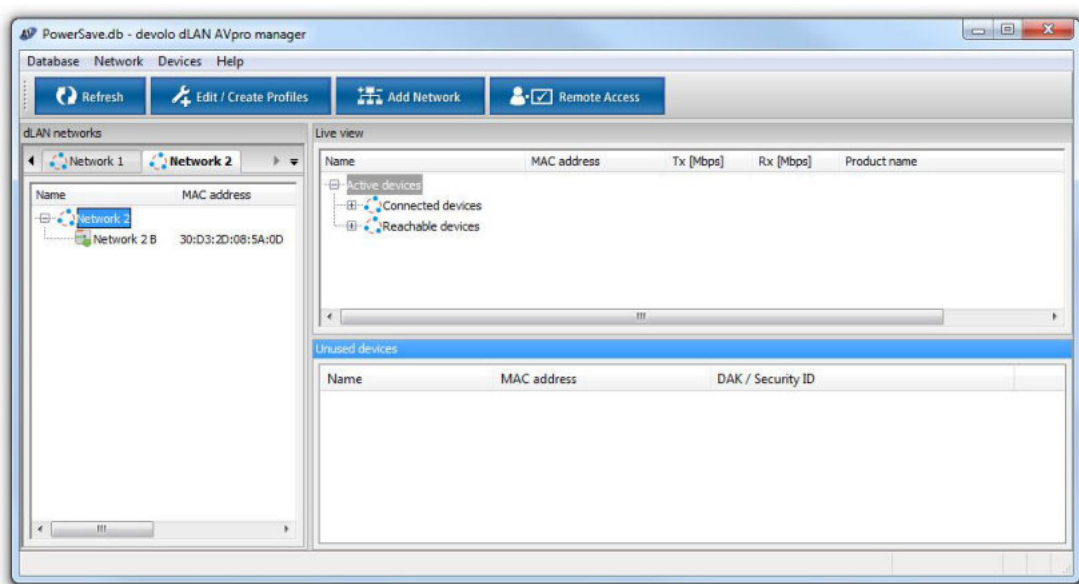 PowerSave.db - devolo dLAN AVpro manager
Database Network Devices Help
Refresh Edit / Create Profiles Add Network Remote Access
dLAN networks
Network 1 Network 2
Name MAC address
Network 2
Network 2 B 30:D3:2D:08:5A:0D
Live view
Name MAC address Tx [Mbps] Rx [Mbps] Product name
Active devices
Connected devices
Reachable devices
Unused devices
Name MAC address DAK / Security ID